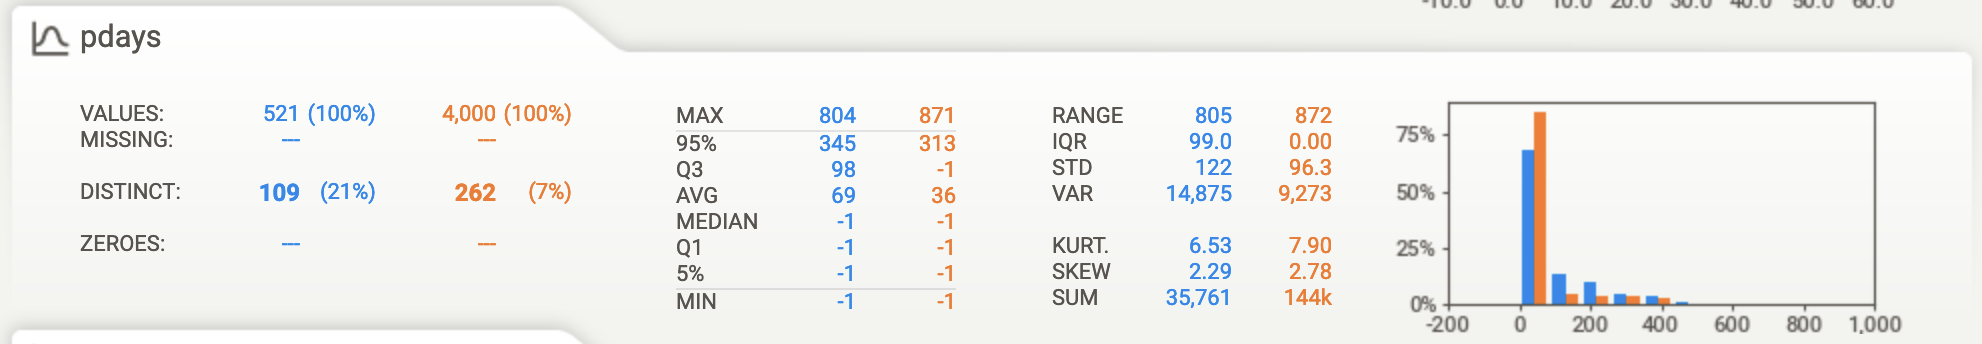 -10.0 0.0 10.0 20.0 30.0 40.0 50.0 60.0
pdays
VALUES: 521 (100%) 4,000 (100%)
MISSING: --- ---
DISTINCT: 109 (21%) 262 (7%)
ZEROES: --- ---
MAX 804 871
95% 345 313
Q3 98 -1
AVG 69 36
MEDIAN -1 -1
Q1 -1 -1
5% -1 -1
MIN -1 -1
RANGE 805 872
IQR 99.0 0.00
STD 122 96.3
VAR 14,875 9,273
KURT. 6.53 7.90
SKEW 2.29 2.78
SUM 35,761 144k
75%
50%
25%
0%
-200 0 200 400 600 800 1,000